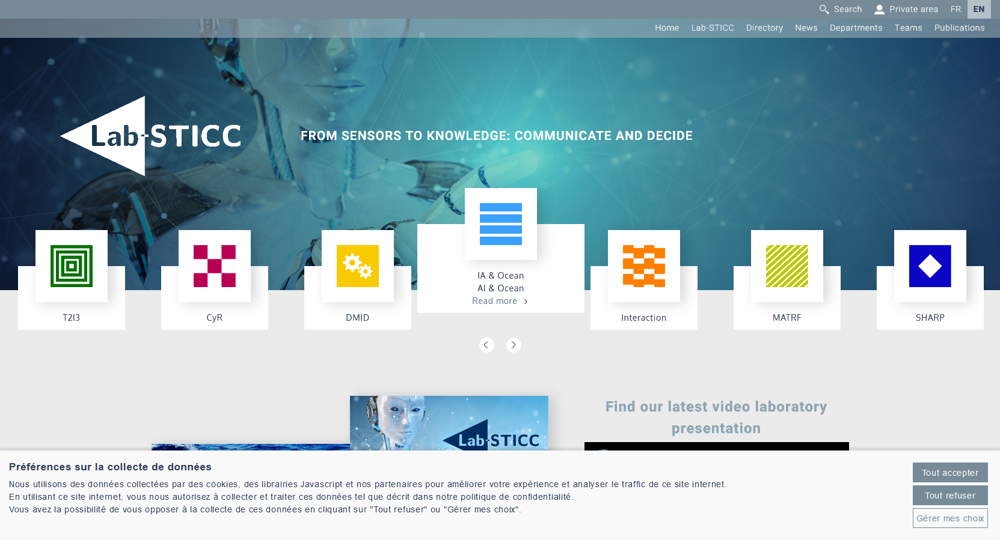 Search
Private area
FR
EN
Home
Lab-STICC
Directory
News
Departments
Teams
Publications
Lab-STICC
FROM SENSORS TO KNOWLEDGE: COMMUNICATE AND DECIDE
T2I3
CyR
DMID
IA & Ocean
AI & Ocean
Read more
Interaction
MATRF
SHARP
Find our latest video laboratory
presentation
Lab-STICC
Préférences sur la collecte de données
Nous utilisons des données collectées par des cookies, des librairies Javascript et nos partenaires pour améliorer votre expérience et analyser le traffic de ce site internet.
En utilisant ce site internet, vous nous autorisez à collecter et traiter ces données tel que décrit dans notre politique de confidentialité.
Vous avez la possibilité de vous opposer à la collecte de ces données en cliquant sur "Tout refuser" ou "Gérer mes choix".
Tout accepter
Tout refuser
Gérer mes choix